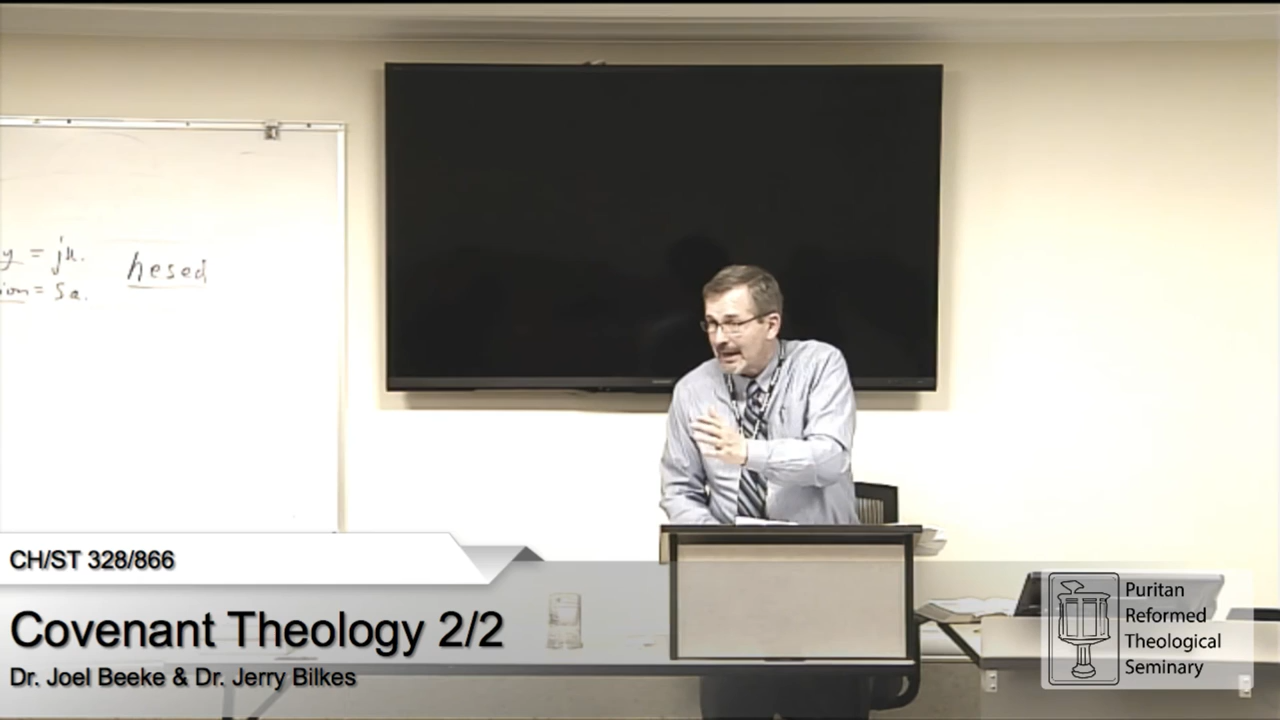 y = ju.
ion = Sa.
hesed
CH/ST 328/866
Covenant Theology 2/2
Dr. Joel Beeke & Dr. Jerry Bilkes
Puritan
Reformed
Theological
Seminary